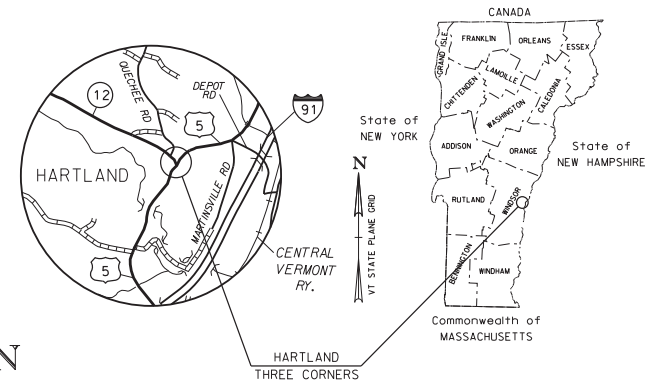 CANADA
GRAND ISLE
FRANKLIN
ORLEANS
ESSEX
LAMOILLE
CHITTENDEN
CALEDONIA
WASHINGTON
State of
NEW YORK
ADDISON
ORANGE
State of
NEW HAMPSHIRE
RUTLAND
WINDSOR
BENNINGTON
WINDHAM
Commonwealth of
MASSACHUSETTS
N
VT STATE PLANE GRID
QUECHEE RD
12
DEPOT
RD
91
5
HARTLAND
MARTINSVILLE RD
5
CENTRAL
VERMONT
RY.
HARTLAND
THREE CORNERS
N